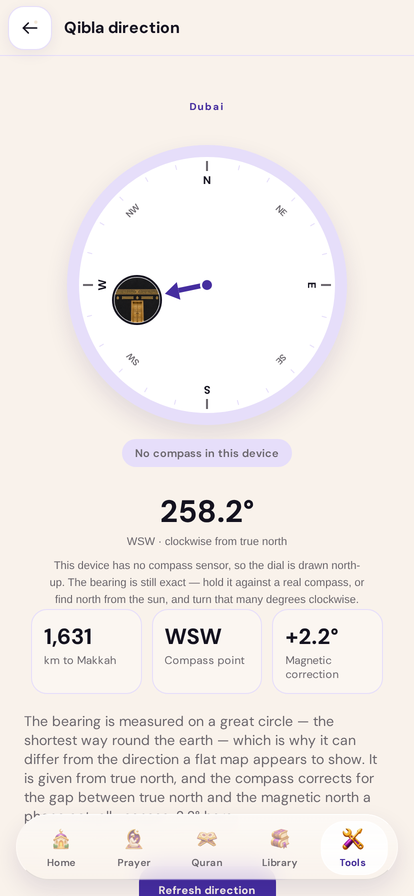 Qibla direction
Dubai
N
NW
NE
W
E
SW
SE
S
No compass in this device
258.2°
WSW · clockwise from true north
This device has no compass sensor, so the dial is drawn north-
up. The bearing is still exact — hold it against a real compass, or
find north from the sun, and turn that many degrees clockwise.
1,631
km to Makkah
WSW
Compass point
+2.2°
Magnetic
correction
The bearing is measured on a great circle — the
shortest way round the earth — which is why it can
differ from the direction a flat map appears to show. It
is given from true north, and the compass corrects for
the gap between true north and the magnetic north a
Home
Prayer
Quran
Library
Tools
Refresh direction